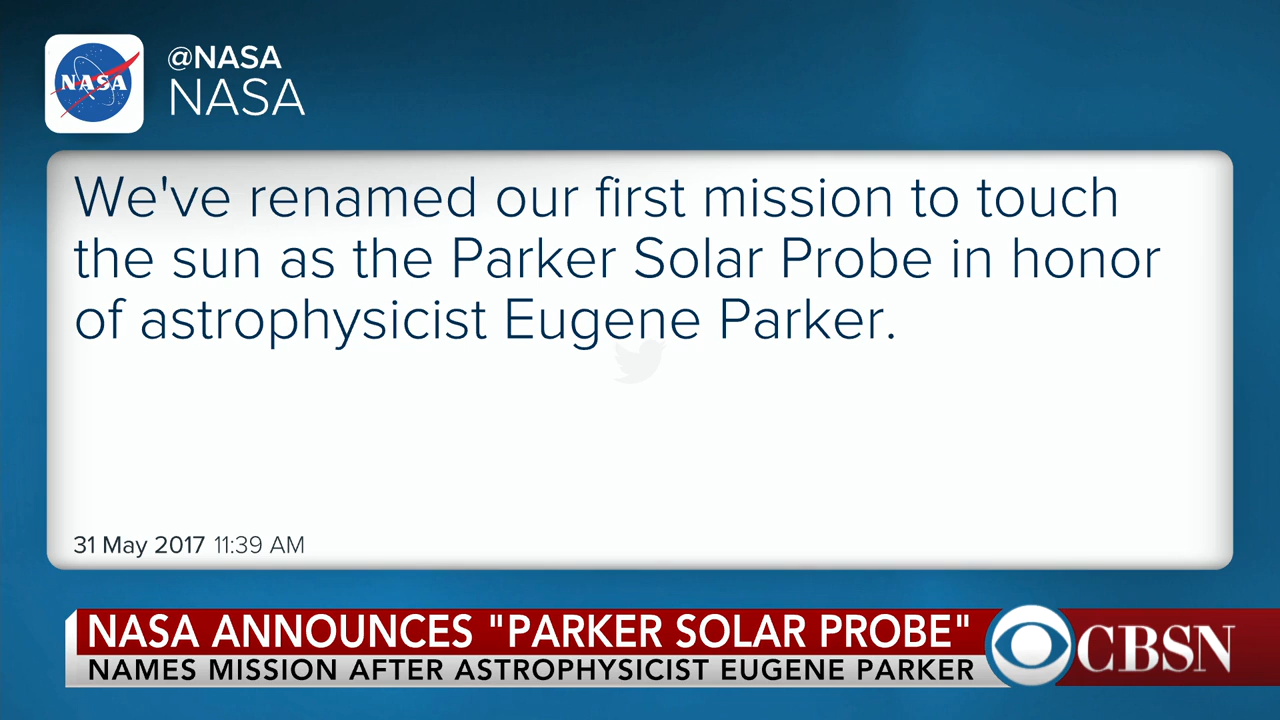 NASA
@NASA
NASA
We've renamed our first mission to touch
the sun as the Parker Solar Probe in honor
of astrophysicist Eugene Parker.
31 May 2017 11:39 AM
NASA ANNOUNCES "PARKER SOLAR PROBE"
NAMES MISSION AFTER ASTROPHYSICIST EUGENE PARKER
CBSN